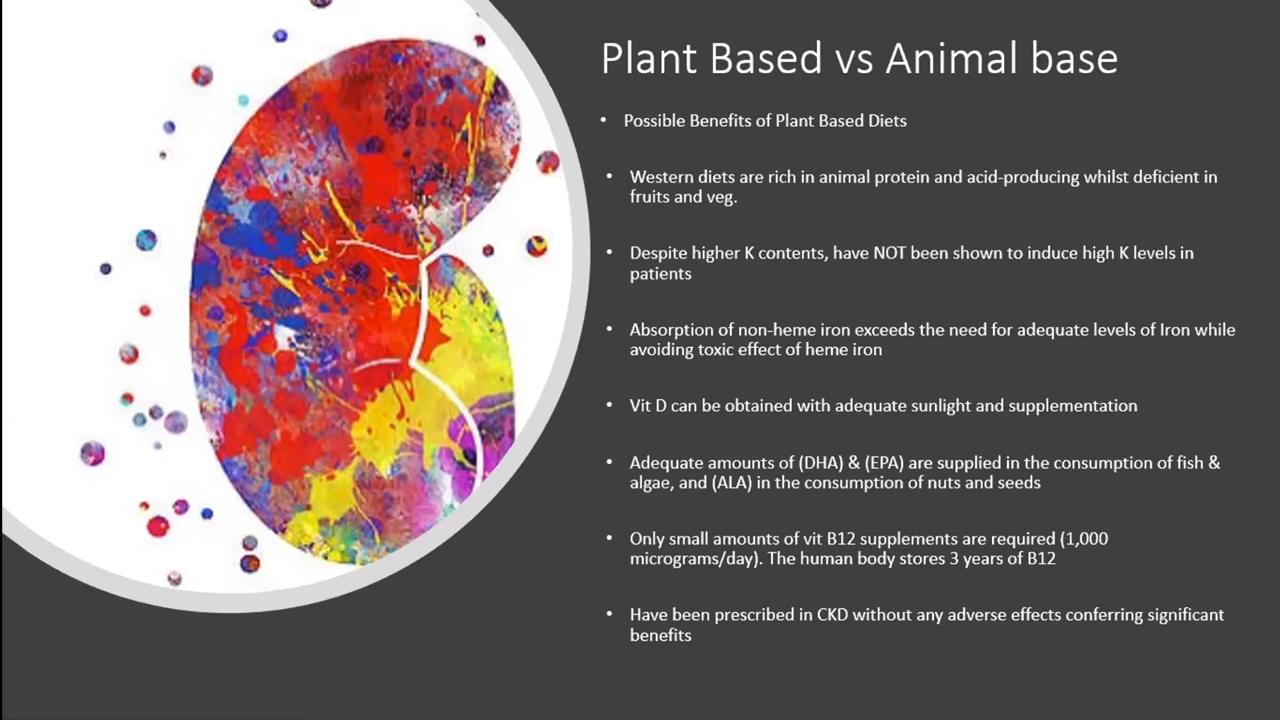 Plant Based vs Animal base
• Possible Benefits of Plant Based Diets
• Western diets are rich in animal protein and acid-producing whilst deficient in
fruits and veg.
• Despite higher K contents, have NOT been shown to induce high K levels in
patients
• Absorption of non-heme iron exceeds the need for adequate levels of Iron while
avoiding toxic effect of heme iron
• Vit D can be obtained with adequate sunlight and supplementation
• Adequate amounts of (DHA) & (EPA) are supplied in the consumption of fish &
algae, and (ALA) in the consumption of nuts and seeds
• Only small amounts of vit B12 supplements are required (1,000
micrograms/day). The human body stores 3 years of B12
• Have been prescribed in CKD without any adverse effects conferring significant
benefits